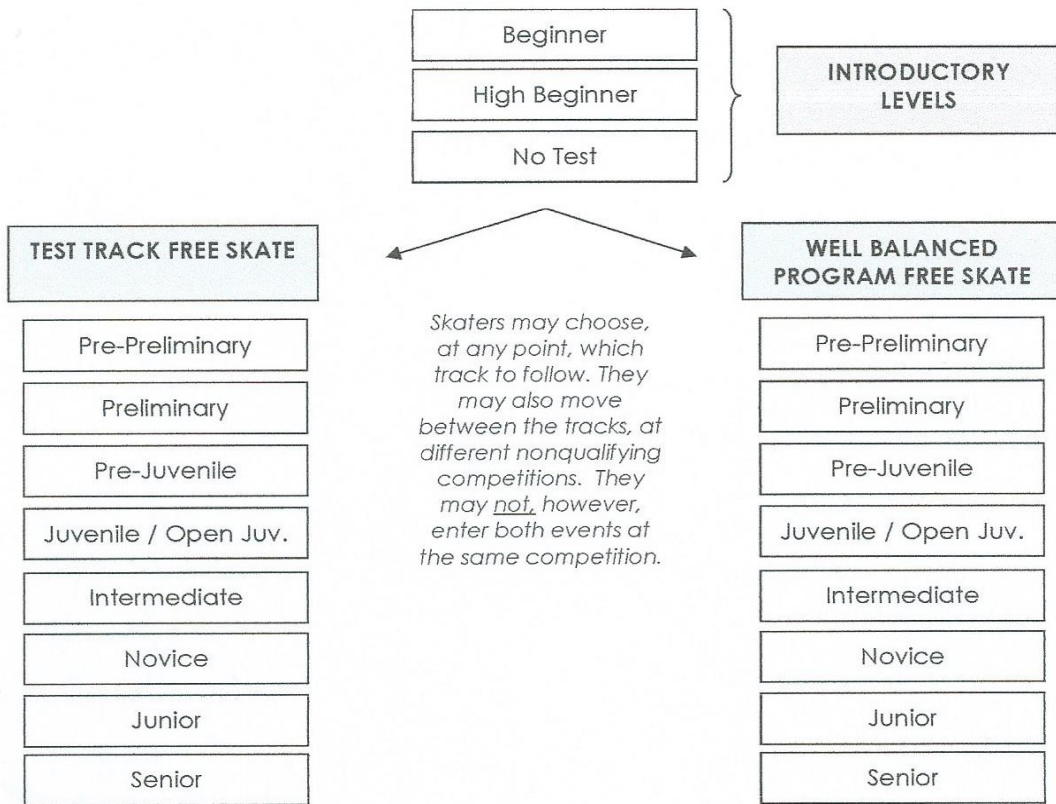 Beginner
High Beginner
No Test
INTRODUCTORY
LEVELS
TEST TRACK FREE SKATE
Pre-Preliminary
Preliminary
Pre-Juvenile
Juvenile / Open Juv.
Intermediate
Novice
Junior
Senior
Skaters may choose,
at any point, which
track to follow. They
may also move
between the tracks, at
different nonqualifying
competitions. They
may not, however,
enter both events at
the same competition.
WELL BALANCED
PROGRAM FREE SKATE
Pre-Preliminary
Preliminary
Pre-Juvenile
Juvenile / Open Juv.
Intermediate
Novice
Junior
Senior